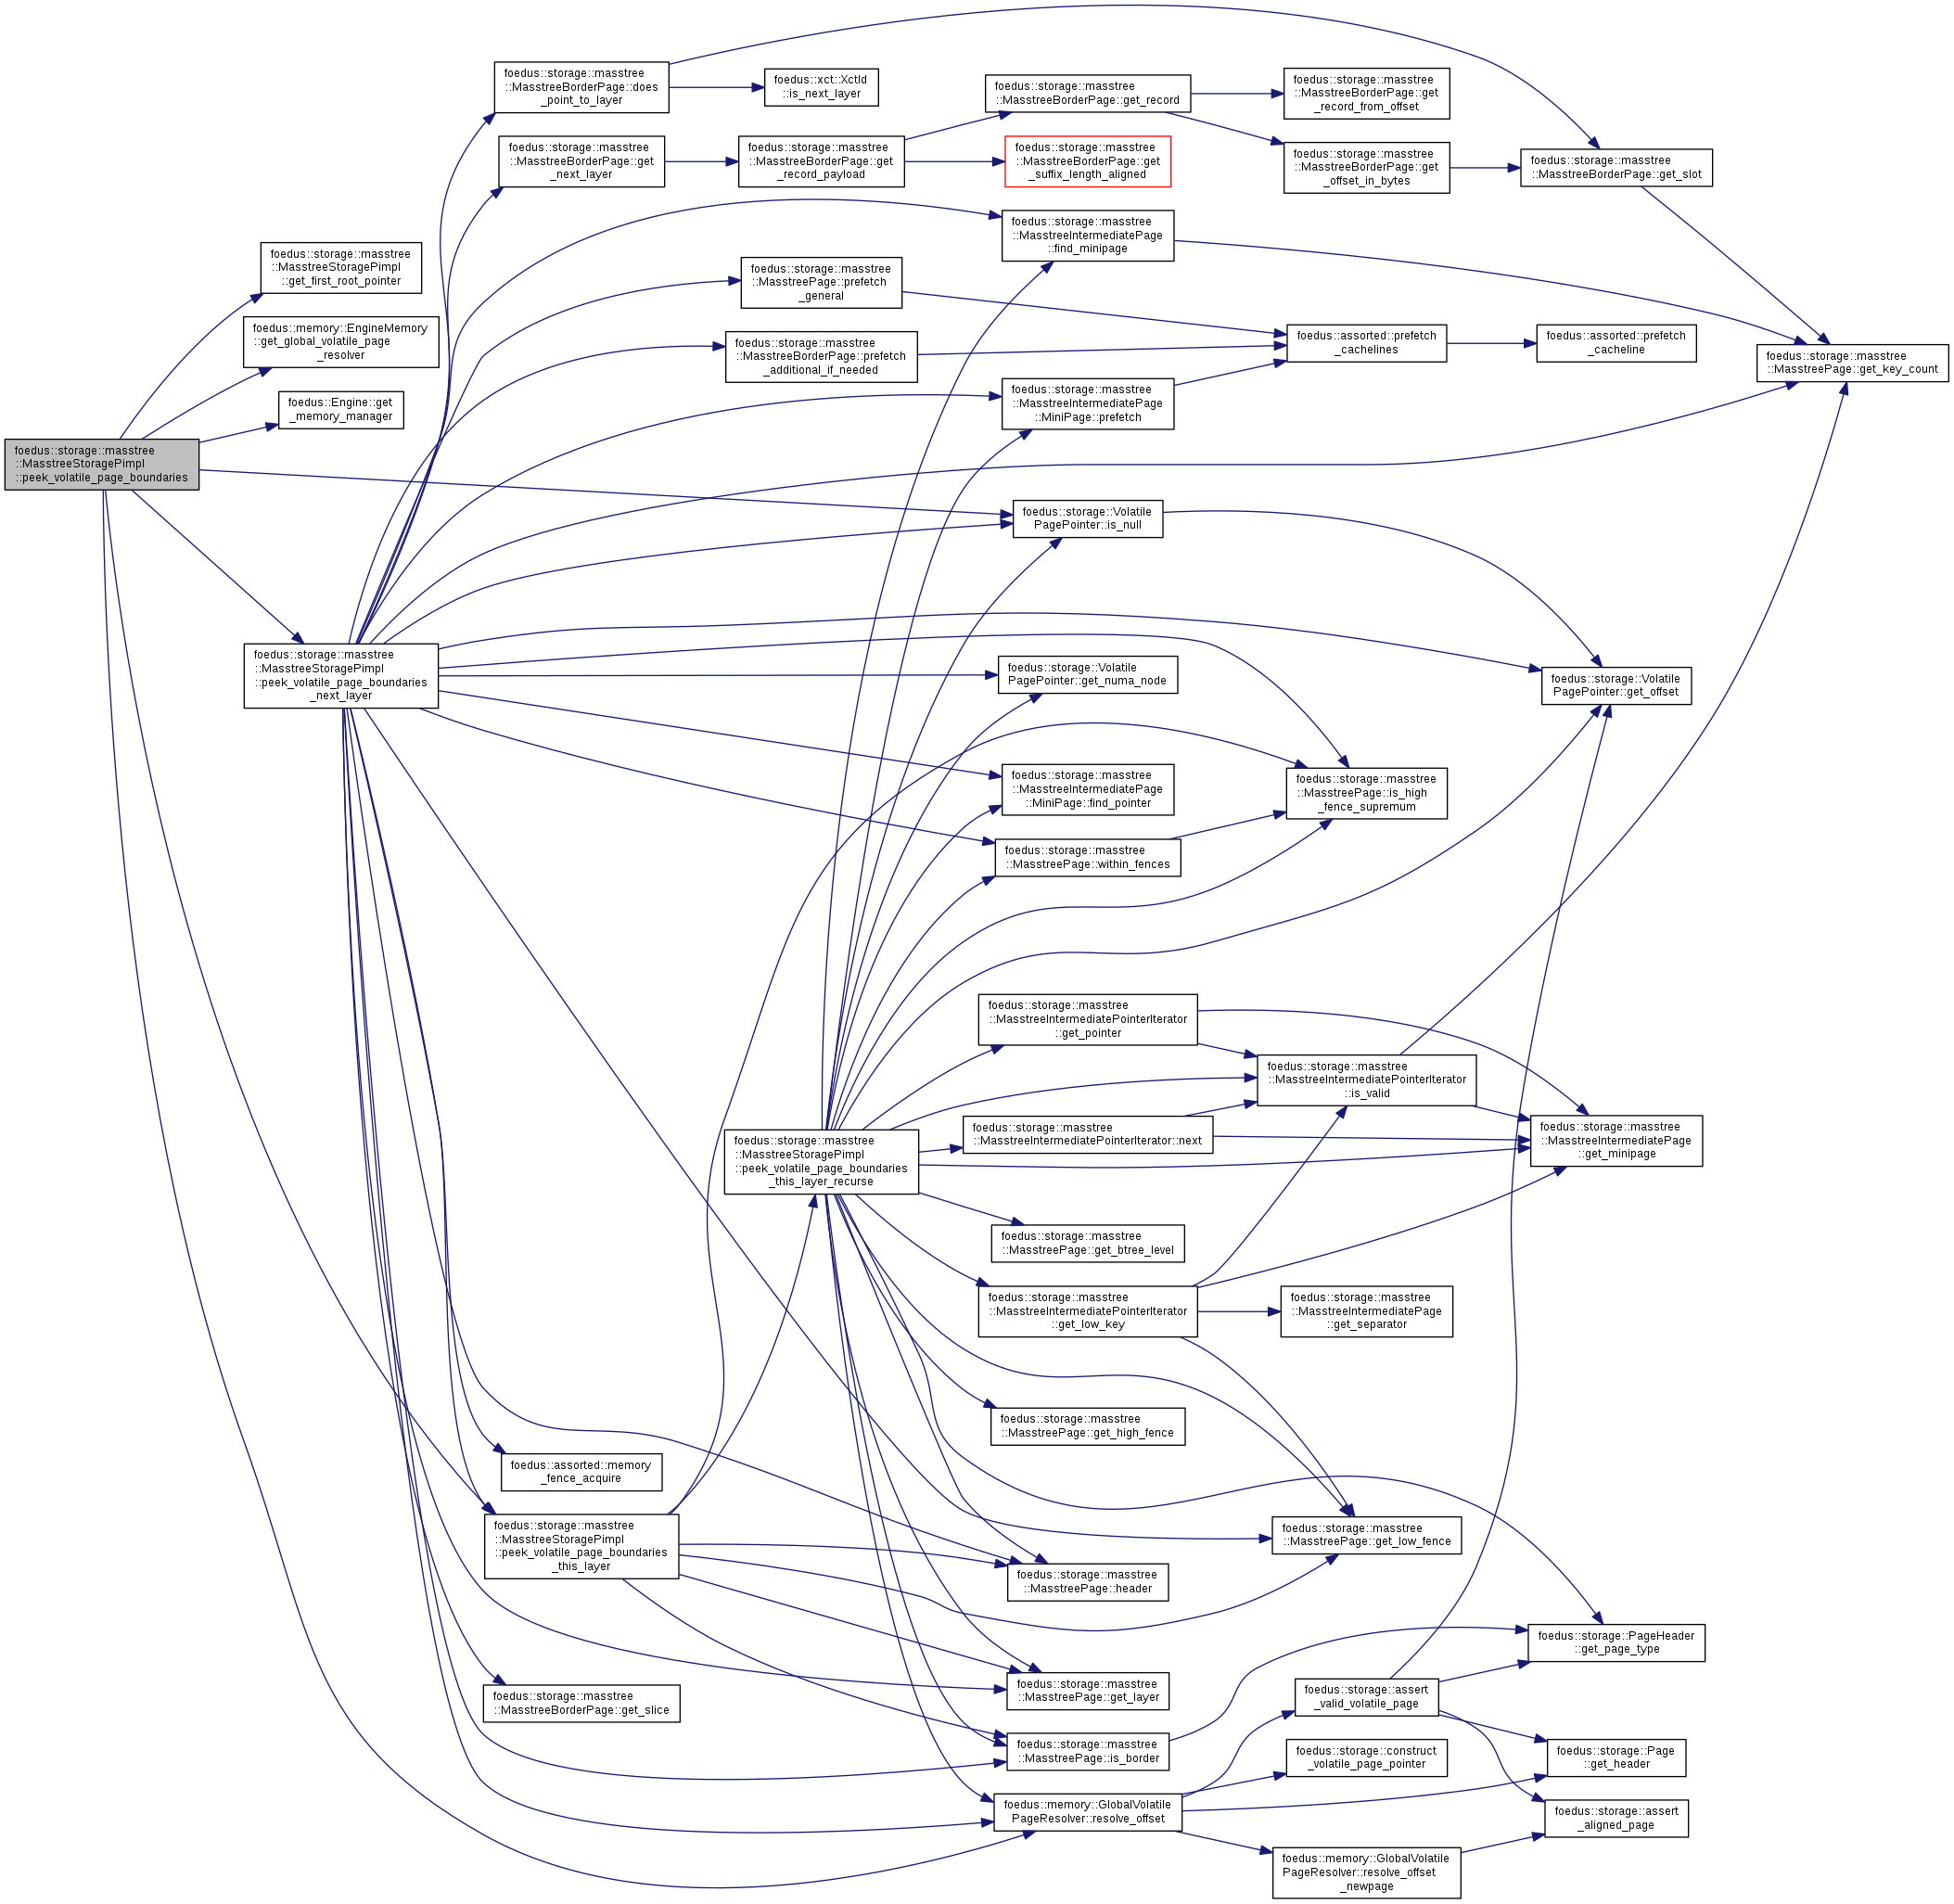 foedus::storage::masstree
::MasstreeStoragePimpl
::peek_volatile_page_boundaries
foedus::storage::masstree
::MasstreeStoragePimpl
::get_first_root_pointer
foedus::memory::EngineMemory
::get_global_volatile_page
_resolver
foedus::Engine::get
_memory_manager
foedus::storage::masstree
::MasstreeStoragePimpl
::peek_volatile_page_boundaries
_next_layer
foedus::storage::masstree
::MasstreeBorderPage::does
_point_to_layer
foedus::storage::masstree
::MasstreeBorderPage::get
_next_layer
foedus::assorted::memory
_fence_acquire
foedus::storage::masstree
::MasstreeStoragePimpl
::peek_volatile_page_boundaries
_this_layer
foedus::storage::masstree
::MasstreeBorderPage::get_slice
foedus::xct::XctId
::is_next_layer
foedus::storage::masstree
::MasstreeBorderPage::get
_record_payload
foedus::storage::masstree
::MasstreePage::prefetch
_general
foedus::storage::masstree
::MasstreeBorderPage::prefetch
_additional_if_needed
foedus::storage::masstree
::MasstreeStoragePimpl
::peek_volatile_page_boundaries
_this_layer_recurse
foedus::storage::masstree
::MasstreeBorderPage::get_record
foedus::storage::masstree
::MasstreeBorderPage::get
_suffix_length_aligned
foedus::storage::masstree
::MasstreeIntermediatePage
::find_minipage
foedus::storage::masstree
::MasstreeIntermediatePage
::MiniPage::prefetch
foedus::storage::Volatile
PagePointer::is_null
foedus::storage::Volatile
PagePointer::get_numa_node
foedus::storage::masstree
::MasstreeIntermediatePage
::MiniPage::find_pointer
foedus::storage::masstree
::MasstreePage::within_fences
foedus::storage::masstree
::MasstreeIntermediatePointerIterator
::get_pointer
foedus::storage::masstree
::MasstreeIntermediatePointerIterator::next
foedus::storage::masstree
::MasstreePage::get_btree_level
foedus::storage::masstree
::MasstreeIntermediatePointerIterator
::get_low_key
foedus::storage::masstree
::MasstreePage::get_high_fence
foedus::storage::masstree
::MasstreePage::header
foedus::storage::masstree
::MasstreePage::get_layer
foedus::storage::masstree
::MasstreePage::is_border
foedus::memory::GlobalVolatile
PageResolver::resolve_offset
foedus::storage::masstree
::MasstreeBorderPage::get
_record_from_offset
foedus::storage::masstree
::MasstreeBorderPage::get
_offset_in_bytes
foedus::assorted::prefetch
_cachelines
foedus::storage::masstree
::MasstreePage::is_high
_fence_supremum
foedus::storage::masstree
::MasstreeIntermediatePointerIterator
::is_valid
foedus::storage::masstree
::MasstreeIntermediatePage
::get_separator
foedus::storage::masstree
::MasstreePage::get_low_fence
foedus::storage::assert
_valid_volatile_page
foedus::storage::construct
_volatile_page_pointer
foedus::memory::GlobalVolatile
PageResolver::resolve_offset
_newpage
foedus::storage::masstree
::MasstreeBorderPage::get_slot
foedus::assorted::prefetch
_cacheline
foedus::storage::Volatile
PagePointer::get_offset
foedus::storage::masstree
::MasstreeIntermediatePage
::get_minipage
foedus::storage::PageHeader
::get_page_type
foedus::storage::Page
::get_header
foedus::storage::assert
_aligned_page
foedus::storage::masstree
::MasstreePage::get_key_count